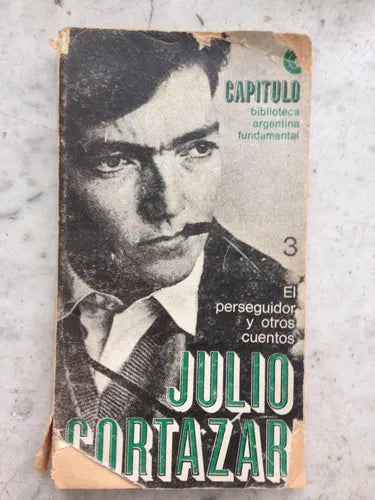 CAPITULO
biblioteca
argentina
fundamental
3
El
perseguidor
y otros
cuentos
JULIO
CORTAZAR